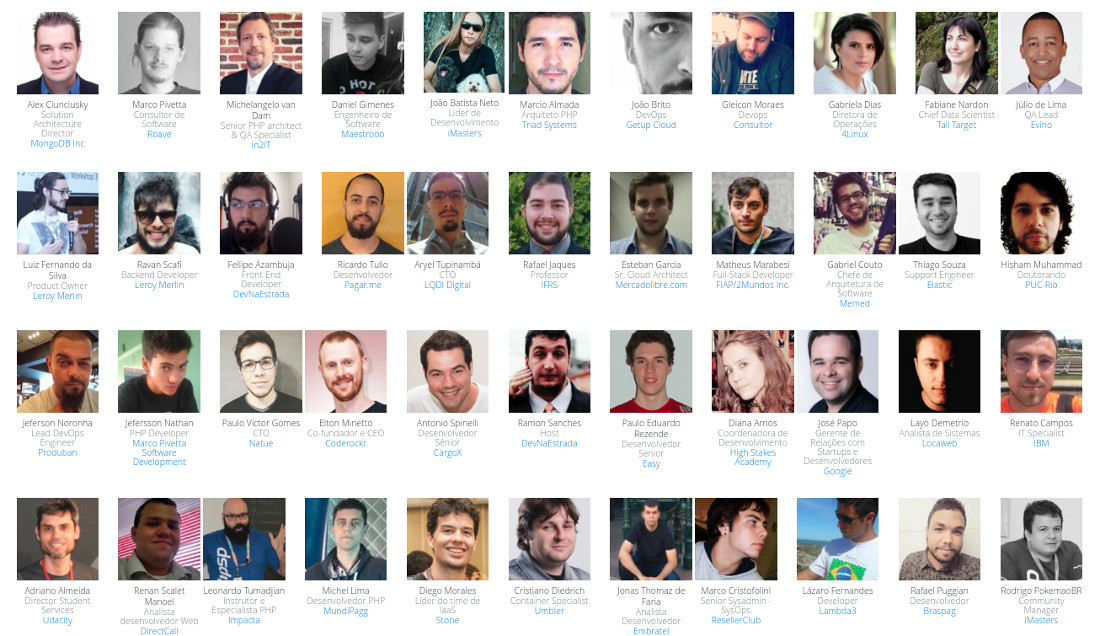 Alex Ciunciusky
Solution
Architecture
Director
MongoDB Inc
Marco Pivetta
Consultor de
Software
Roave
Michelangelo van
Dam
Senior PHP architect
& QA Specialist
In2IT
Daniel Gimenes
Engenheiro de
Software
Maestrooo
João Batista Neto
Lider de
Desenvolvimento
iMasters
Marcio Almada
Arquiteto PHP
Triad Systems
João Brito
DevOps
Getup Cloud
Gleicon Moraes
Devops
Consultor
Gabriela Dias
Diretora de
Operações
4Linux
Fabiane Nardon
Chief Data Scientist
Tail Target
Júlio de Lima
QA Lead
Evino
Workshop 3
Luiz Fernando da
Silva
Product Owner
Leroy Merlin
Ravan Scafi
Backend Developer
Leroy Merlin
Fellipe Azambuja
Front-End
Developer
DevNaEstrada
Ricardo Tulio
Desenvolvedor
Pagar.me
Aryel Tupinambá
CTO
LQDI Digital
Rafael Jaques
Professor
IFRS
Esteban Garcia
Sr. Cloud Architect
Mercadolibre.com
Matheus Marabesi
Full-Stack Developer
FIAP/2Mundos Inc.
Gabriel Couto
Chefe de
Arquitetura de
Software
Memed
Thiago Souza
Support Engineer
Elastic
Hisham Muhammad
Doutorando
PUC-Rio
Jeferson Noronha
Lead DevOps
Engineer
Produban
Jefersson Nathan
PHP Developer
Marco Pivetta
Software
Development
Paulo Victor Gomes
CTO
Natue
Elton Minetto
Co-fundador e CEO
Coderockr
Antonio Spinelli
Desenvolvedor
Sênior
CargoX
Ramon Sanches
Host
DevNaEstrada
Paulo Eduardo
Rezende
Desenvolvedor
Senior
Easy
Diana Arnos
Coordenadora de
Desenvolvimento
High Stakes
Academy
José Papo
Gerente de
Relações com
Startups e
Desenvolvedores
Google
Layo Demetrio
Analista de Sistemas
Locaweb
Renato Campos
IT Specialist
IBM
Adriano Almeida
Director Student
Services
Udacity
Renan Scalet
Manoel
Analista
desenvolvedor Web
DirectCall
Leonardo Tumadjian
Instrutor e
Especialista PHP
Impacta
Michel Lima
Desenvolvedor PHP
MundiPagg
Diego Morales
Lider do time de
IaaS
Stone
Cristiano Diedrich
Container Specialist
Umbler
Jonas Thomaz de
Faria
Analista
Desenvolvedor
Embratel
Marco Cristofolini
Senior Sysadmin -
SysOps
ResellerClub
Lázaro Fernandes
Developer
Lambda3
Rafael Puggian
Desenvolvedor
Braspag
Rodrigo PokemaoBR
Community
Manager
iMasters